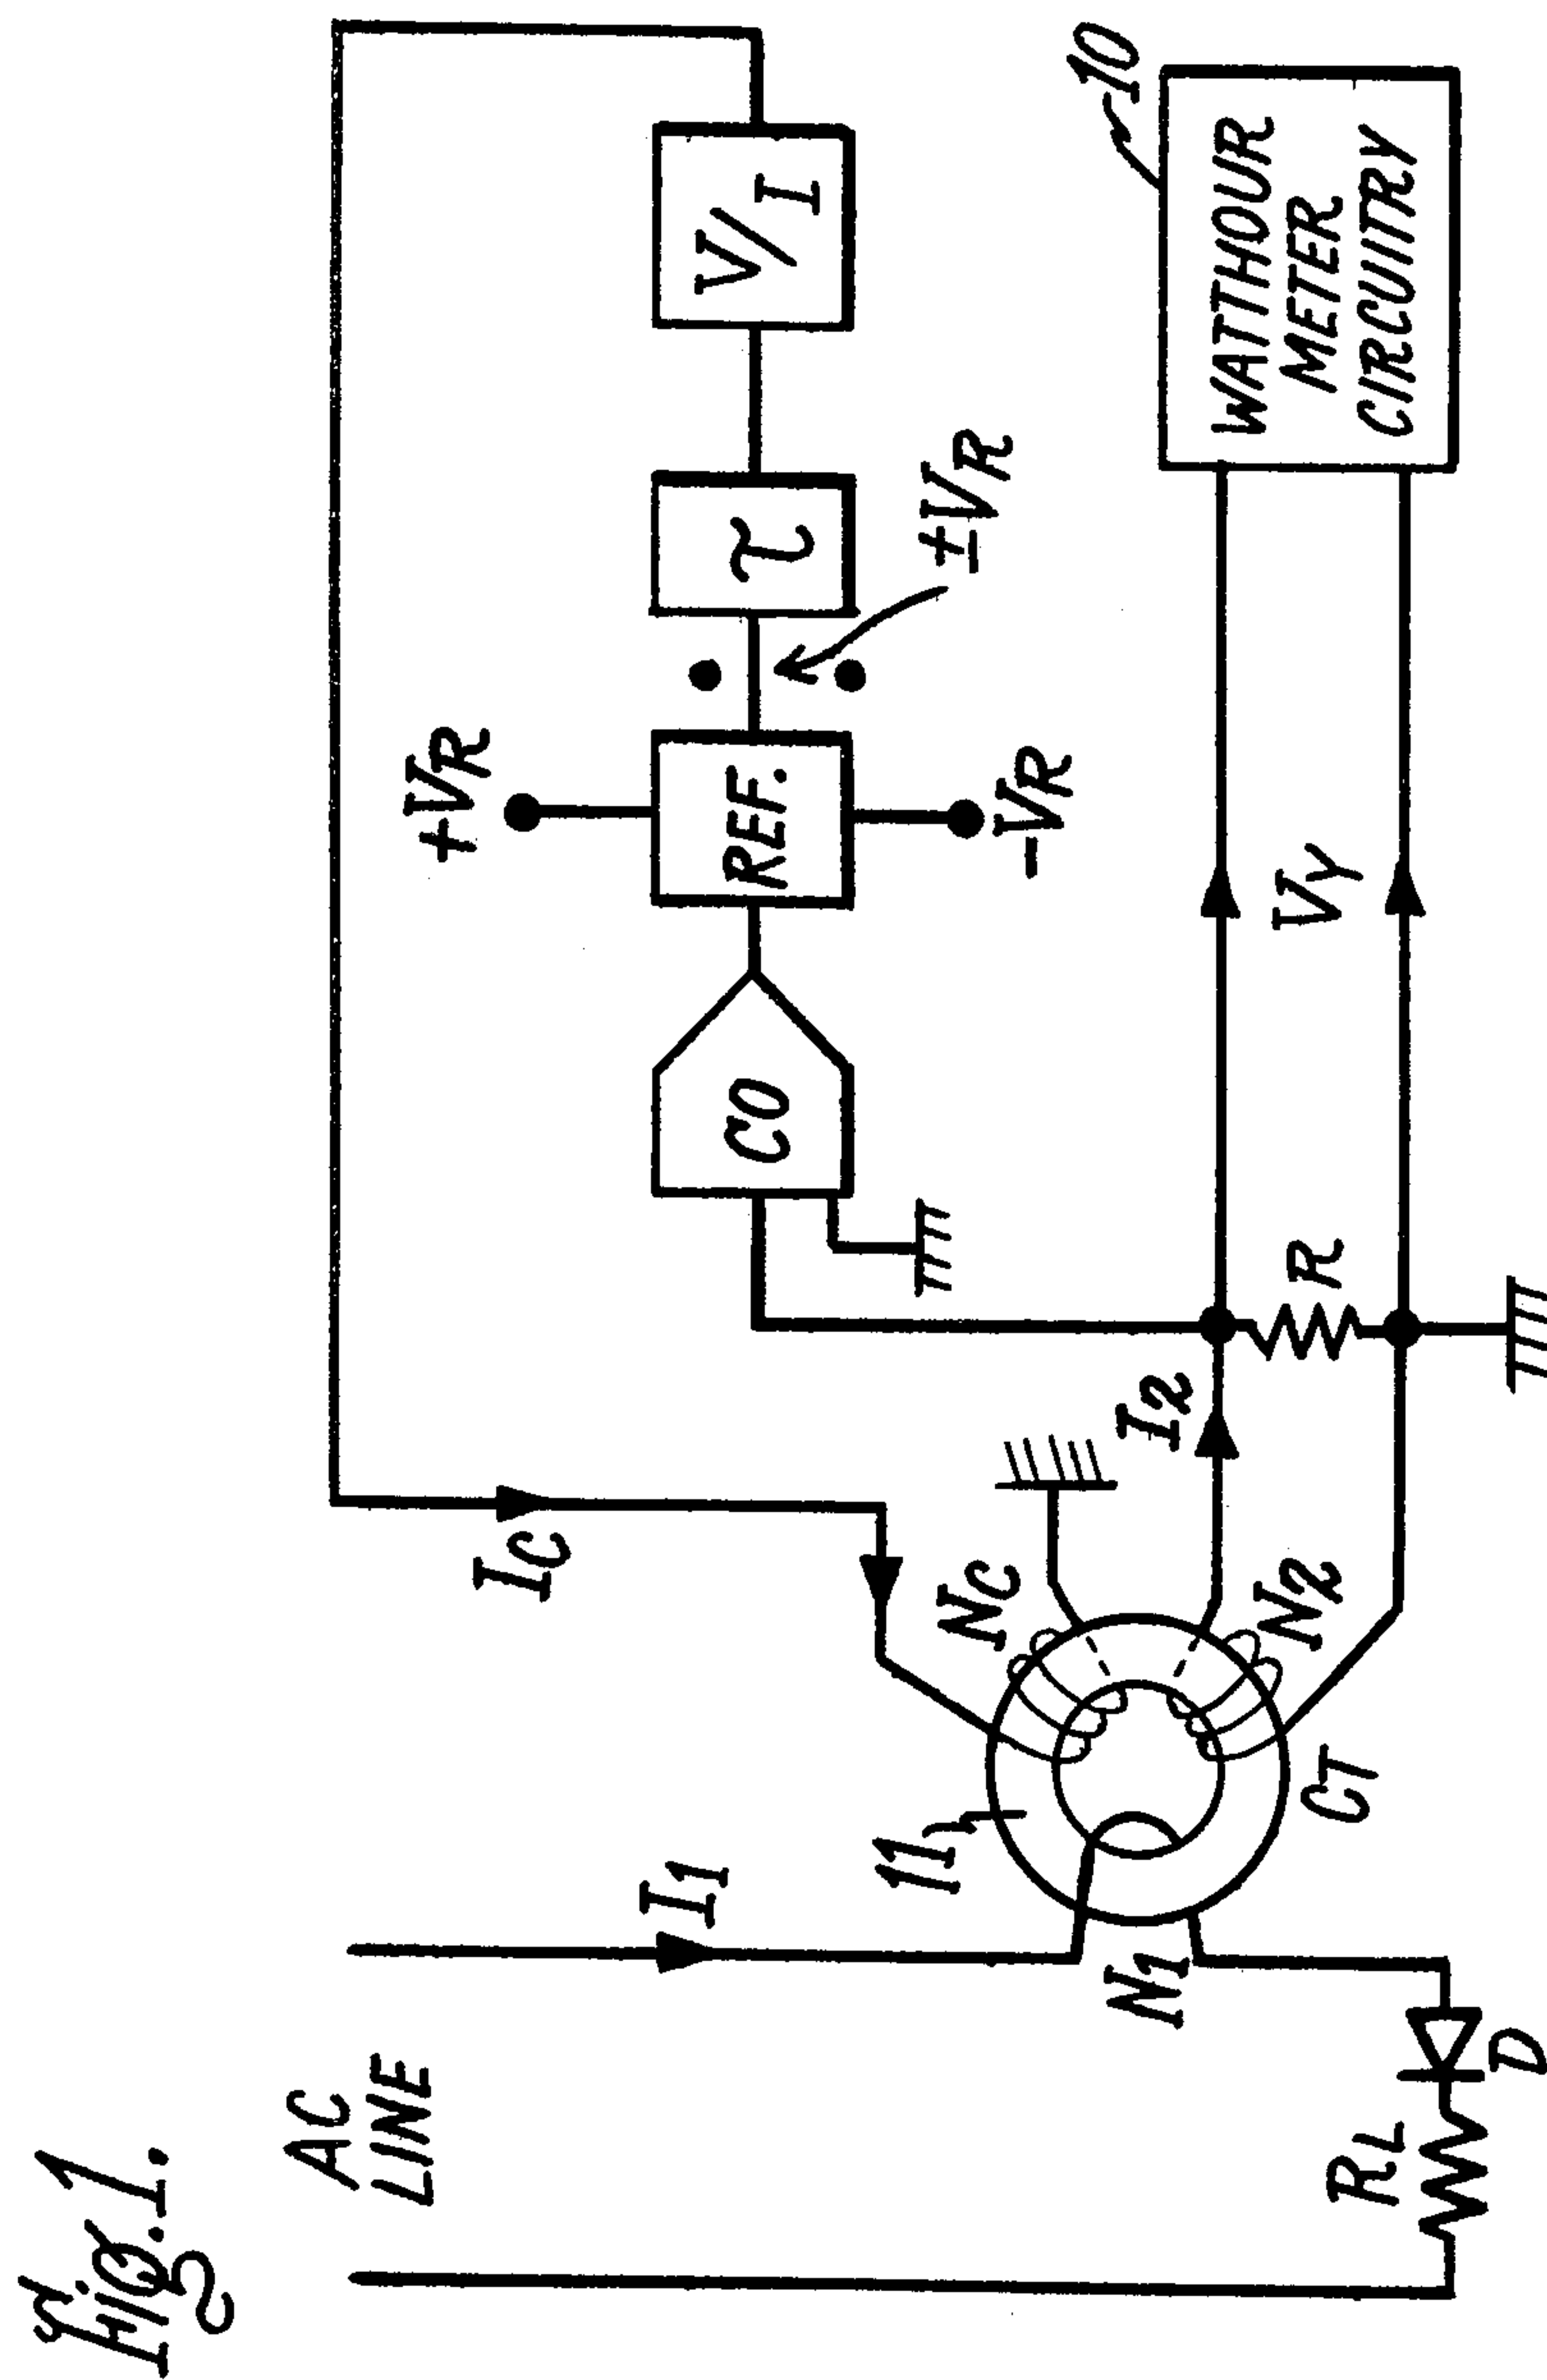 Fig. 1.
AC
LINE
I1
IC
+VR
CO
REF.
τ
V/I
-VR
±VR
11
NC
N1
N2
CT
I2
R
VY
RL
D
10
WATTHOUR
METER
CIRCUITRY